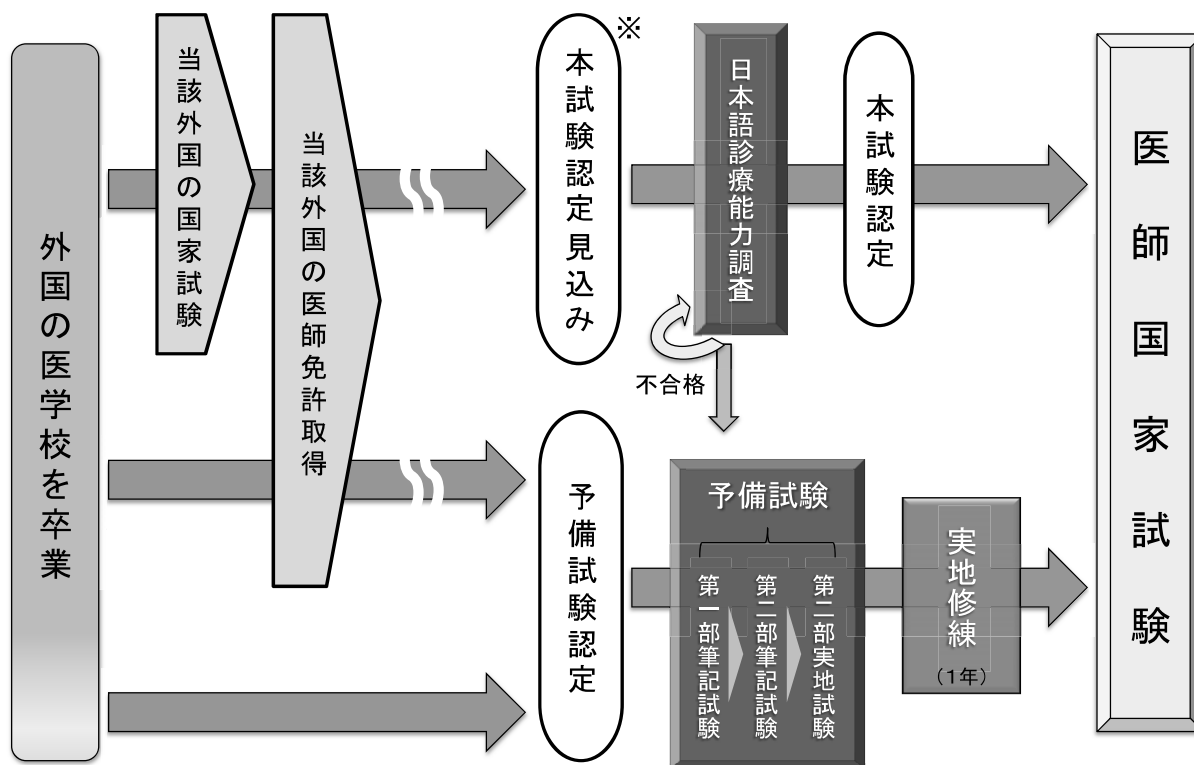 外国の医学校を卒業
当該外国の国家試験
当該外国の医師免許取得
本試験認定見込み
※
日本語診療能力調査
不合格
本試験認定
予備試験認定
予備試験
第一部筆記試験
第二部筆記試験
第二部実地試験
実地修練
(1年)
医師国家試験